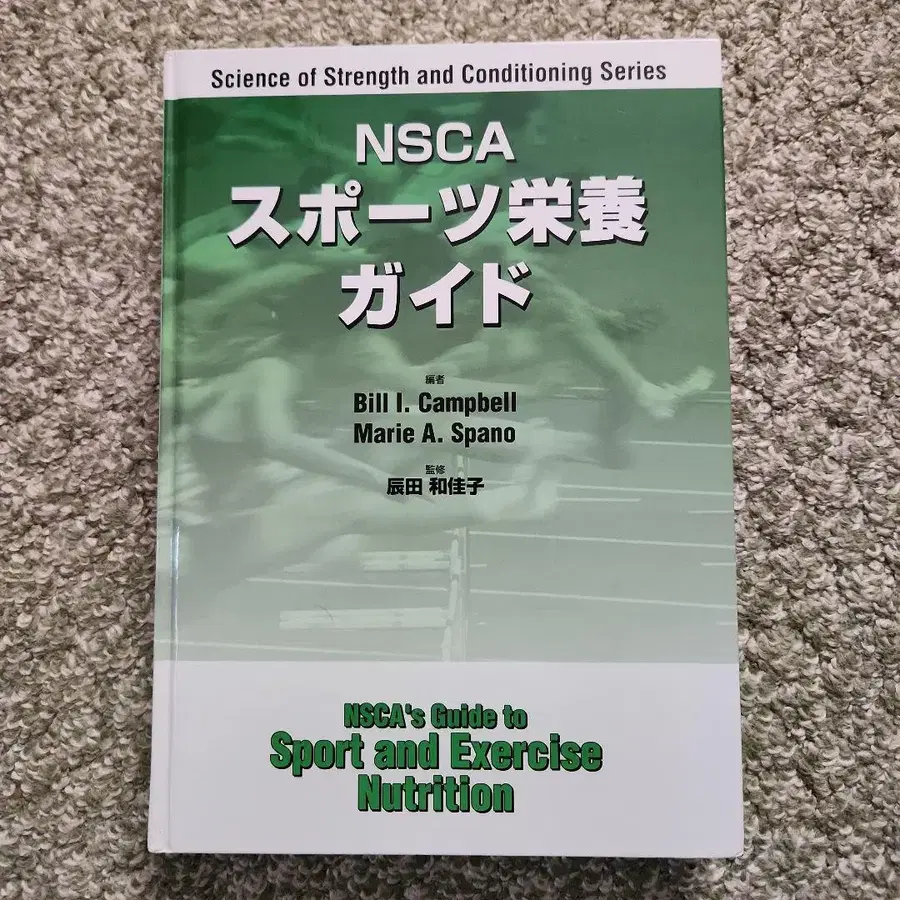 Science of Strength and Conditioning Series
NSCA
スポーツ栄養
ガイド
編者
Bill I. Campbell
Marie A. Spano
監修
辰田 和佳子
NSCA's Guide to
Sport and Exercise
Nutrition